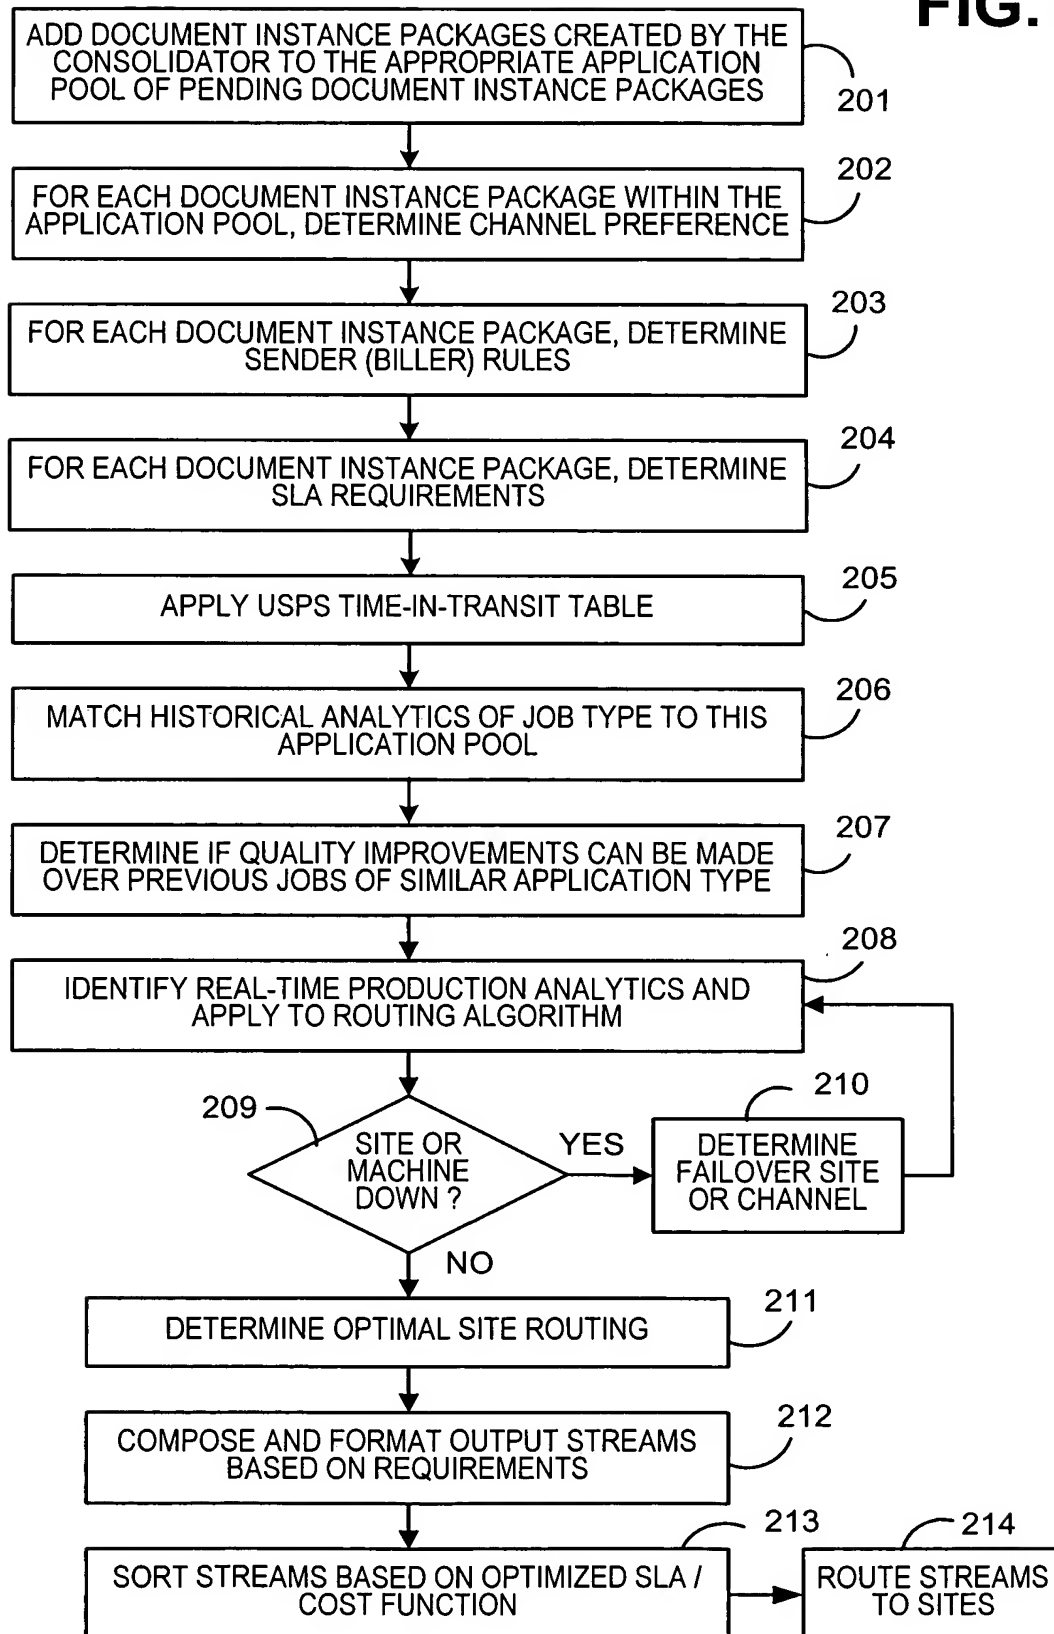 FIG.
ADD DOCUMENT INSTANCE PACKAGES CREATED BY THE
CONSOLIDATOR TO THE APPROPRIATE APPLICATION
POOL OF PENDING DOCUMENT INSTANCE PACKAGES
201
FOR EACH DOCUMENT INSTANCE PACKAGE WITHIN THE
APPLICATION POOL, DETERMINE CHANNEL PREFERENCE
202
FOR EACH DOCUMENT INSTANCE PACKAGE, DETERMINE
SENDER (BILLER) RULES
203
FOR EACH DOCUMENT INSTANCE PACKAGE, DETERMINE
SLA REQUIREMENTS
204
APPLY USPS TIME-IN-TRANSIT TABLE
205
MATCH HISTORICAL ANALYTICS OF JOB TYPE TO THIS
APPLICATION POOL
206
DETERMINE IF QUALITY IMPROVEMENTS CAN BE MADE
OVER PREVIOUS JOBS OF SIMILAR APPLICATION TYPE
207
IDENTIFY REAL-TIME PRODUCTION ANALYTICS AND
APPLY TO ROUTING ALGORITHM
208
209
SITE OR
MACHINE
DOWN ?
YES
210
DETERMINE
FAILOVER SITE
OR CHANNEL
NO
DETERMINE OPTIMAL SITE ROUTING
211
COMPOSE AND FORMAT OUTPUT STREAMS
BASED ON REQUIREMENTS
212
SORT STREAMS BASED ON OPTIMIZED SLA /
COST FUNCTION
213
ROUTE STREAMS
TO SITES
214